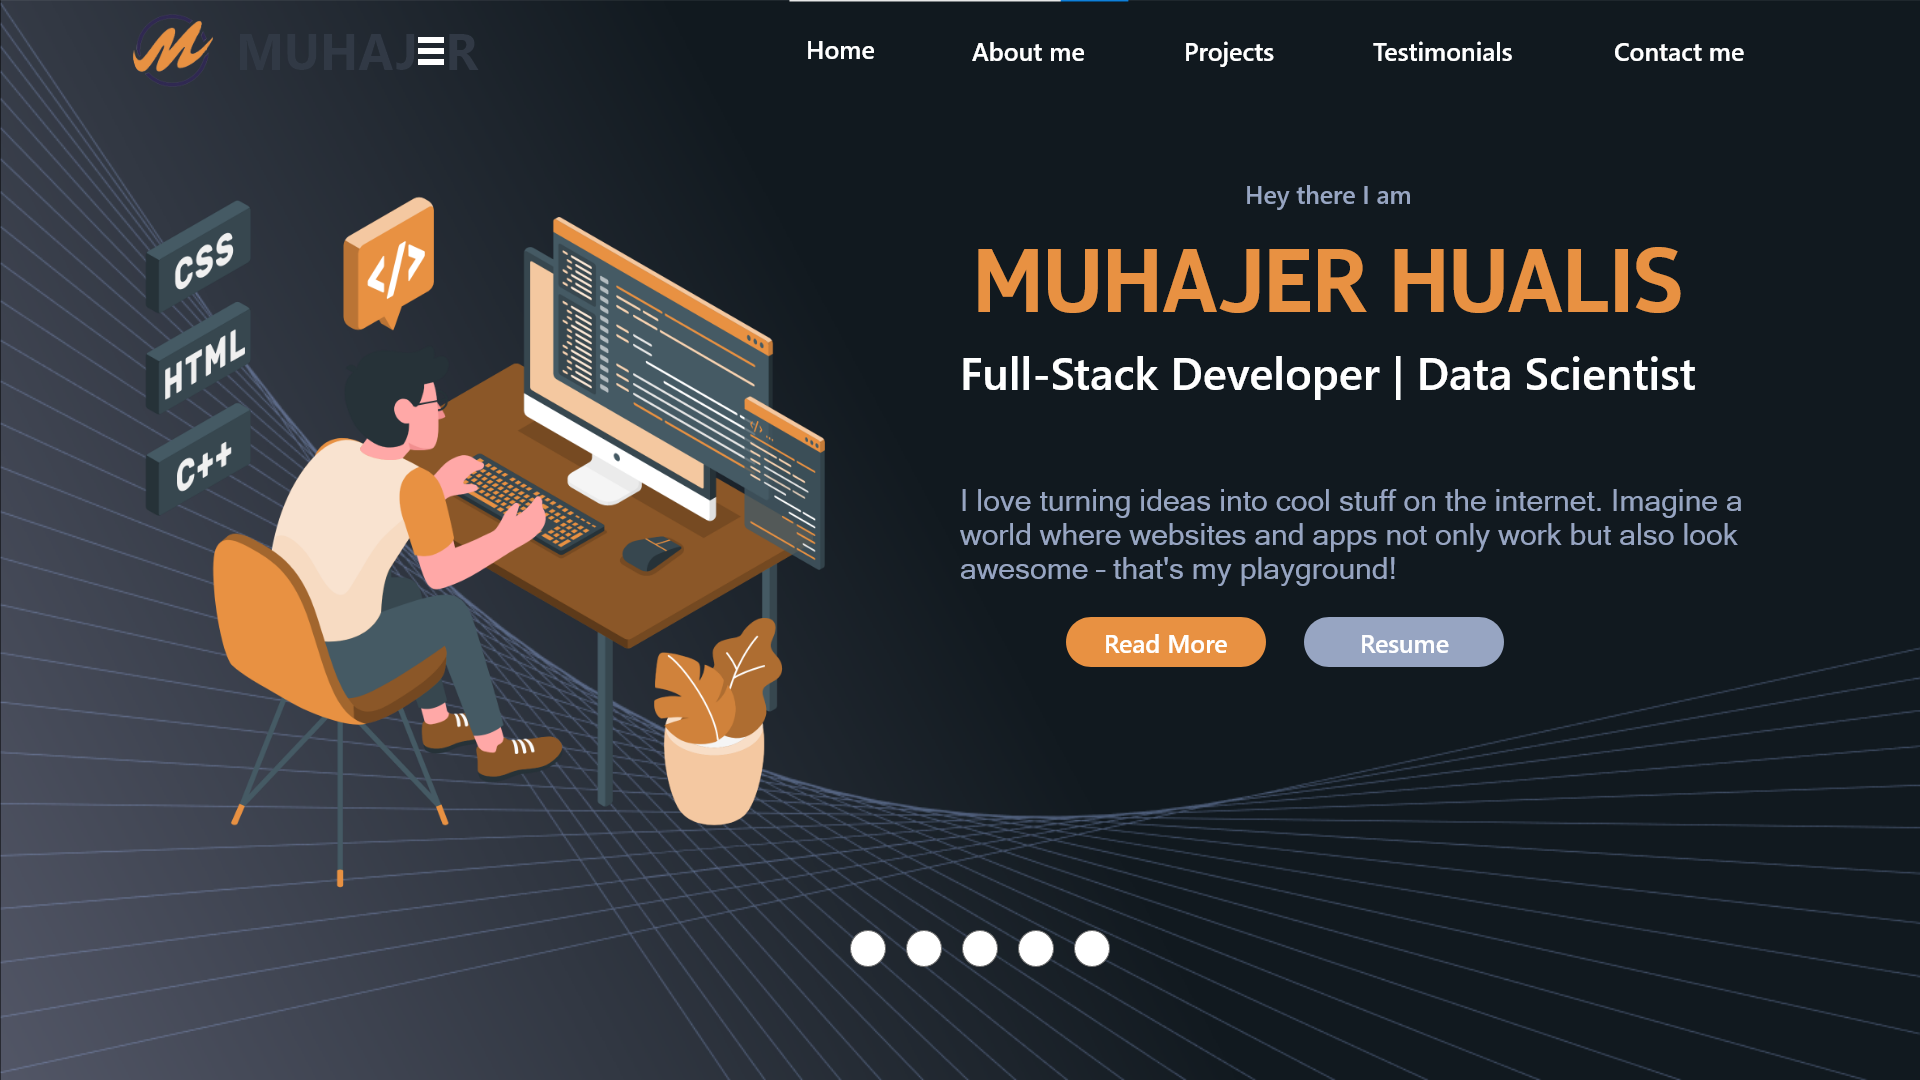 MUHAJER
Home
About me
Projects
Testimonials
Contact me
CSS
HTML
C++
</>
</> ...
Hey there I am
MUHAJER HUALIS
Full-Stack Developer | Data Scientist
I love turning ideas into cool stuff on the internet. Imagine a
world where websites and apps not only work but also look
awesome - that's my playground!
Read More
Resume